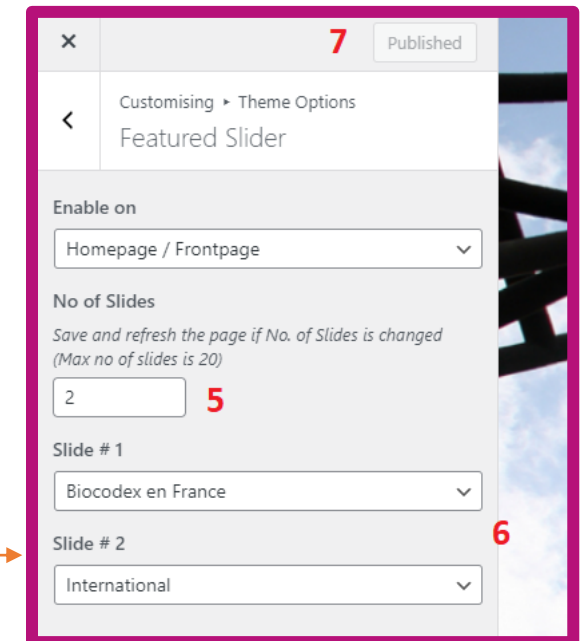 × 7 Published
Customising ▸ Theme Options
Featured Slider
Enable on
Homepage / Frontpage
No of Slides
Save and refresh the page if No. of Slides is changed
(Max no of slides is 20)
2 5
Slide # 1
Biocodex en France
6
Slide # 2
International